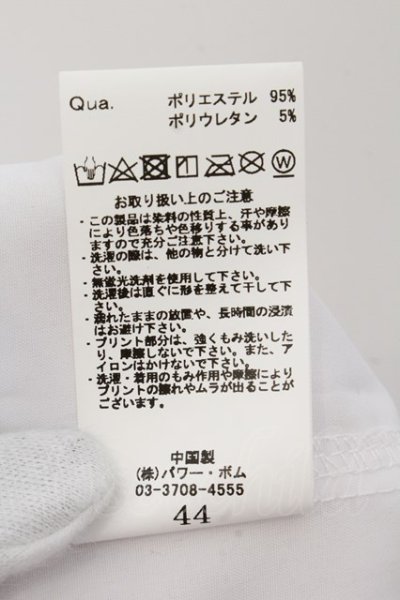 Qua. ポリエステル 95%
ポリウレタン 5%
W
お取り扱い上のご注意
・この製品は染料の性質上、汗や摩擦
により色落ちや色移りする事があり
ますので充分ご注意下さい。
・洗濯の際は、他の物と分けて洗い下
さい。
・無蛍光洗剤を使用して下さい。
・洗濯後は直ぐに形を整えて干して下
さい。
・濡れたままの放置や、長時間の浸漬
はお避け下さい。
・プリント部分は、強くもみ洗いした
り、摩擦しないで下さい。また、ア
イロンはかけないで下さい。
・洗濯・着用のもみ作用や摩擦により
プリントの擦れやムラが出ることが
ございます。
中国製
(株)パワー・ボム
03-3708-4555
44